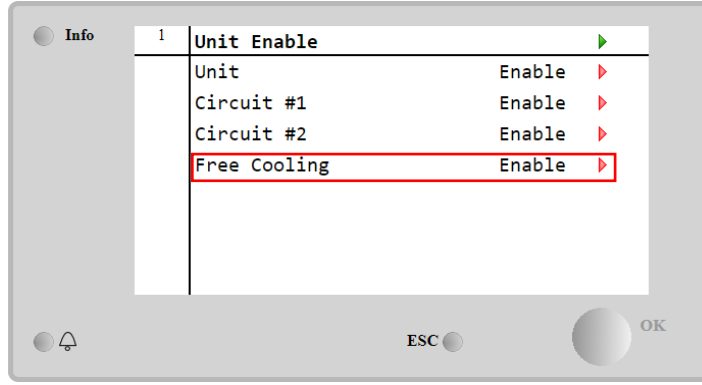 Info
1 Unit Enable
Unit Enable
Circuit #1 Enable
Circuit #2 Enable
Free Cooling Enable
ESC
OK